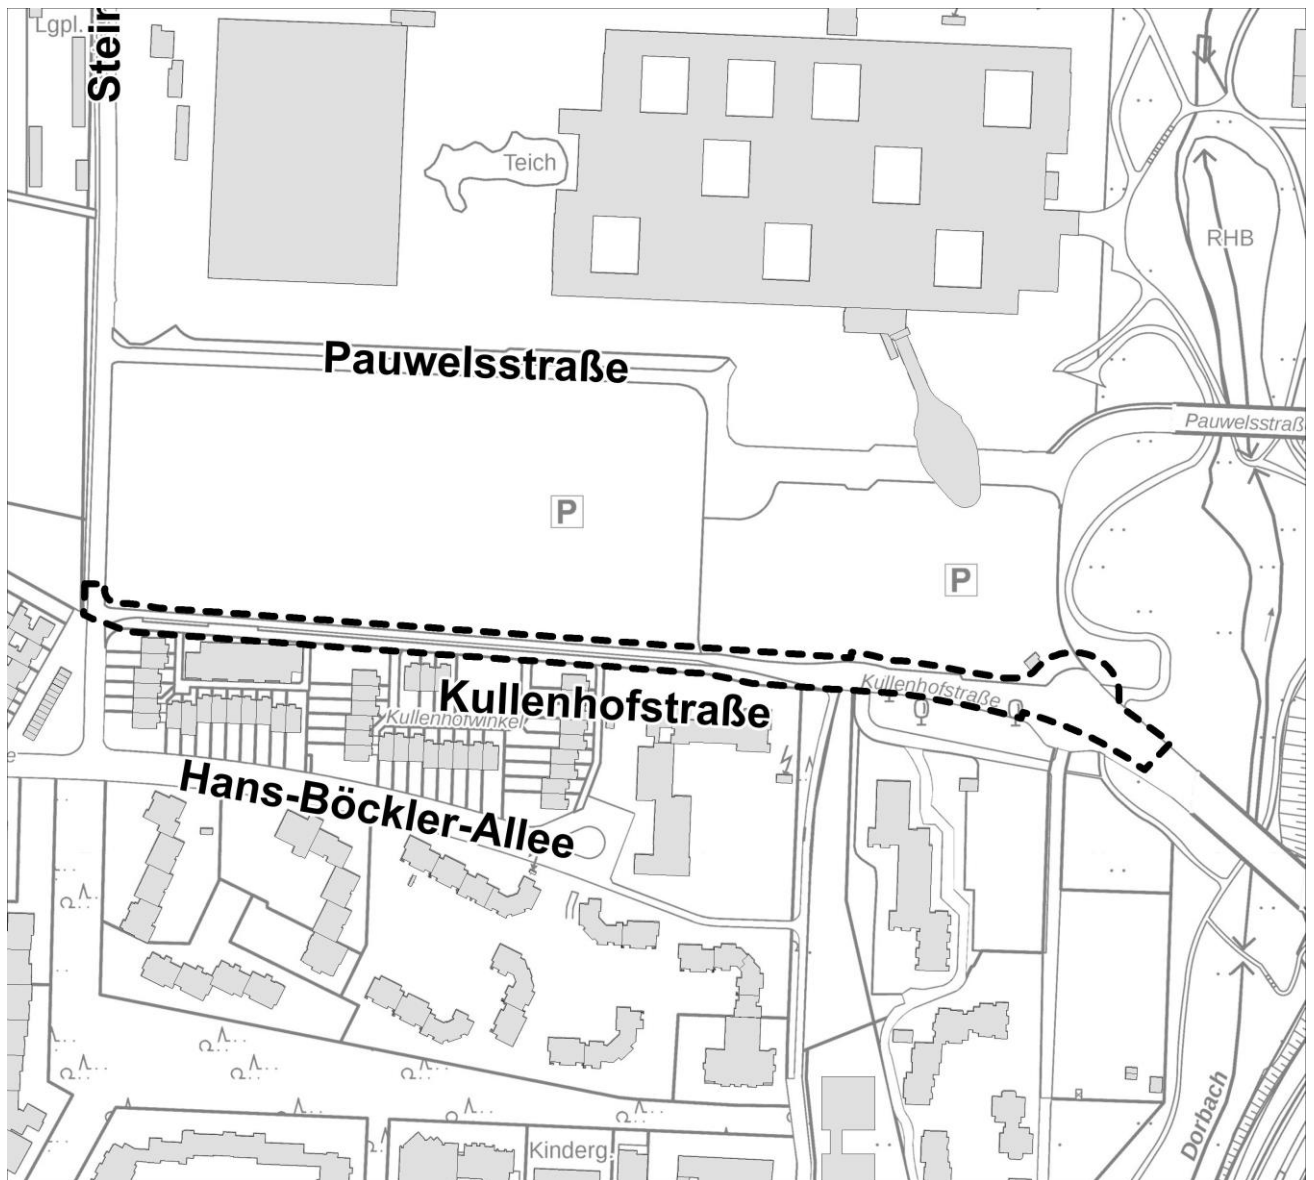 Lgpl.
Stein
Teich
RHB
Pauwelsstraße
Pauwelsstraß
P
P
Kullenhofstraße
Kullenhofstraße
Kullenhofwinkel
e
Hans-Böckler-Allee
Dorbach
Kinderg.